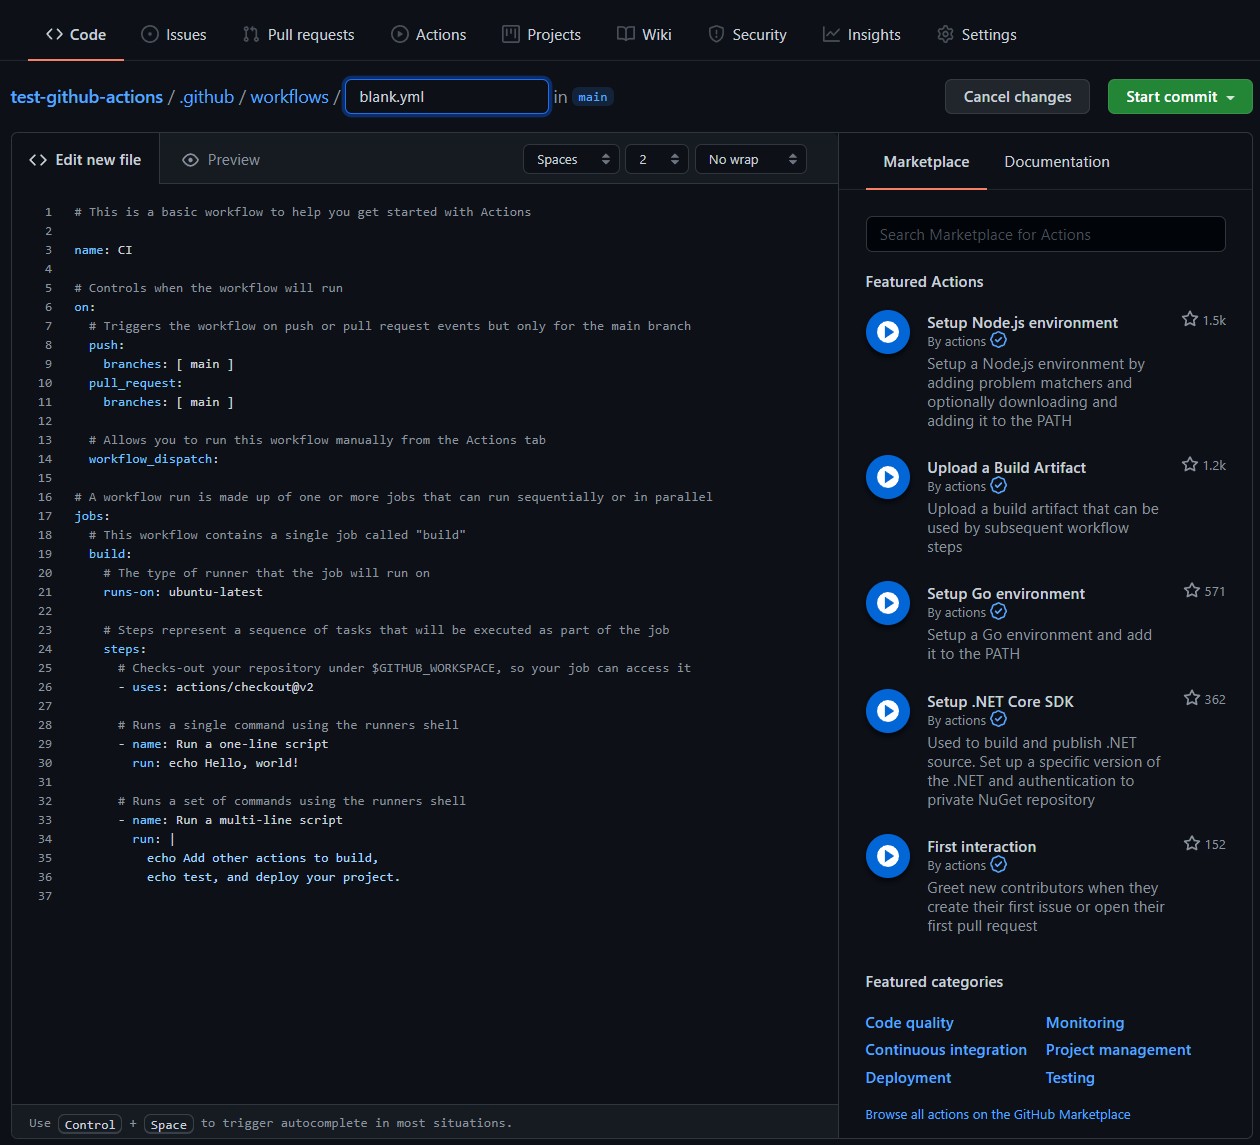 Code Issues Pull requests Actions Projects Wiki Security Insights Settings
test-github-actions / .github / workflows / blank.yml in main
Cancel changes Start commit
Edit new file Preview Spaces 2 No wrap
1 # This is a basic workflow to help you get started with Actions
2
3 name: CI
4
5 # Controls when the workflow will run
6 on:
7 # Triggers the workflow on push or pull request events but only for the main branch
8 push:
9 branches: [ main ]
10 pull_request:
11 branches: [ main ]
12
13 # Allows you to run this workflow manually from the Actions tab
14 workflow_dispatch:
15
16 # A workflow run is made up of one or more jobs that can run sequentially or in parallel
17 jobs:
18 # This workflow contains a single job called "build"
19 build:
20 # The type of runner that the job will run on
21 runs-on: ubuntu-latest
22
23 # Steps represent a sequence of tasks that will be executed as part of the job
24 steps:
25 # Checks-out your repository under $GITHUB_WORKSPACE, so your job can access it
26 - uses: actions/checkout@v2
27
28 # Runs a single command using the runners shell
29 - name: Run a one-line script
30 run: echo Hello, world!
31
32 # Runs a set of commands using the runners shell
33 - name: Run a multi-line script
34 run: |
35 echo Add other actions to build,
36 echo test, and deploy your project.
37
Use Control + Space to trigger autocomplete in most situations.
Marketplace Documentation
Search Marketplace for Actions
Featured Actions
Setup Node.js environment 1.5k
By actions
Setup a Node.js environment by
adding problem matchers and
optionally downloading and
adding it to the PATH
Upload a Build Artifact 1.2k
By actions
Upload a build artifact that can be
used by subsequent workflow
steps
Setup Go environment 571
By actions
Setup a Go environment and add
it to the PATH
Setup .NET Core SDK 362
By actions
Used to build and publish .NET
source. Set up a specific version of
the .NET and authentication to
private NuGet repository
First interaction 152
By actions
Greet new contributors when they
create their first issue or open their
first pull request
Featured categories
Code quality Monitoring
Continuous integration Project management
Deployment Testing
Browse all actions on the GitHub Marketplace